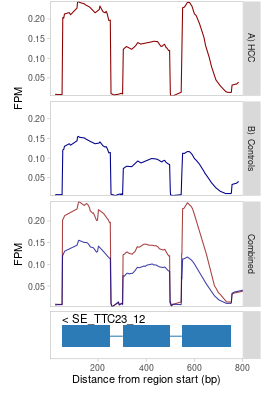 0.20
0.15
0.10
0.05
FPM
A) HCC
0.20
0.15
0.10
0.05
B) Controls
0.20
0.15
0.10
0.05
FPM
Combined
< SE_TTC23_12
200 400 600 800
Distance from region start (bp)